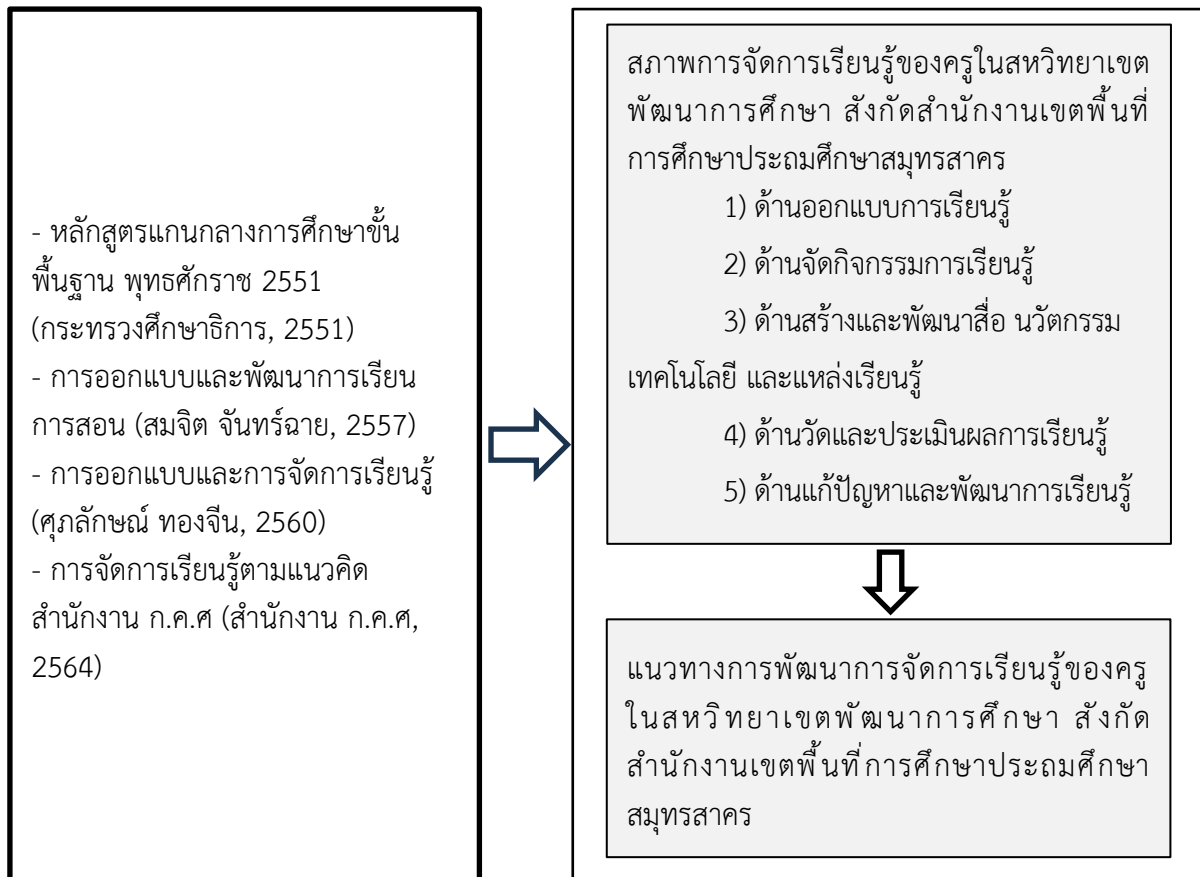 - หลักสูตรแกนกลางการศึกษาขั้น
พื้นฐาน พุทธศักราช 2551
(กระทรวงศึกษาธิการ, 2551)
- การออกแบบและพัฒนาการเรียน
การสอน (สมจิต จันทร์ฉาย, 2557)
- การออกแบบและการจัดการเรียนรู้
(ศุภลักษณ์ ทองจีน, 2560)
- การจัดการเรียนรู้ตามแนวคิด
สำนักงาน ก.ค.ศ (สำนักงาน ก.ค.ศ,
2564)
สภาพการจัดการเรียนรู้ของครูในสหวิทยาเขต
พัฒนาการศึกษา สังกัดสำนักงานเขตพื้นที่
การศึกษาประถมศึกษาสมุทรสาคร
1) ด้านออกแบบการเรียนรู้
2) ด้านจัดกิจกรรมการเรียนรู้
3) ด้านสร้างและพัฒนาสื่อ นวัตกรรม
เทคโนโลยี และแหล่งเรียนรู้
4) ด้านวัดและประเมินผลการเรียนรู้
5) ด้านแก้ปัญหาและพัฒนาการเรียนรู้
แนวทางการพัฒนาการจัดการเรียนรู้ของครู
ในสหวิทยาเขตพัฒนาการศึกษา สังกัด
สำนักงานเขตพื้นที่การศึกษาประถมศึกษา
สมุทรสาคร